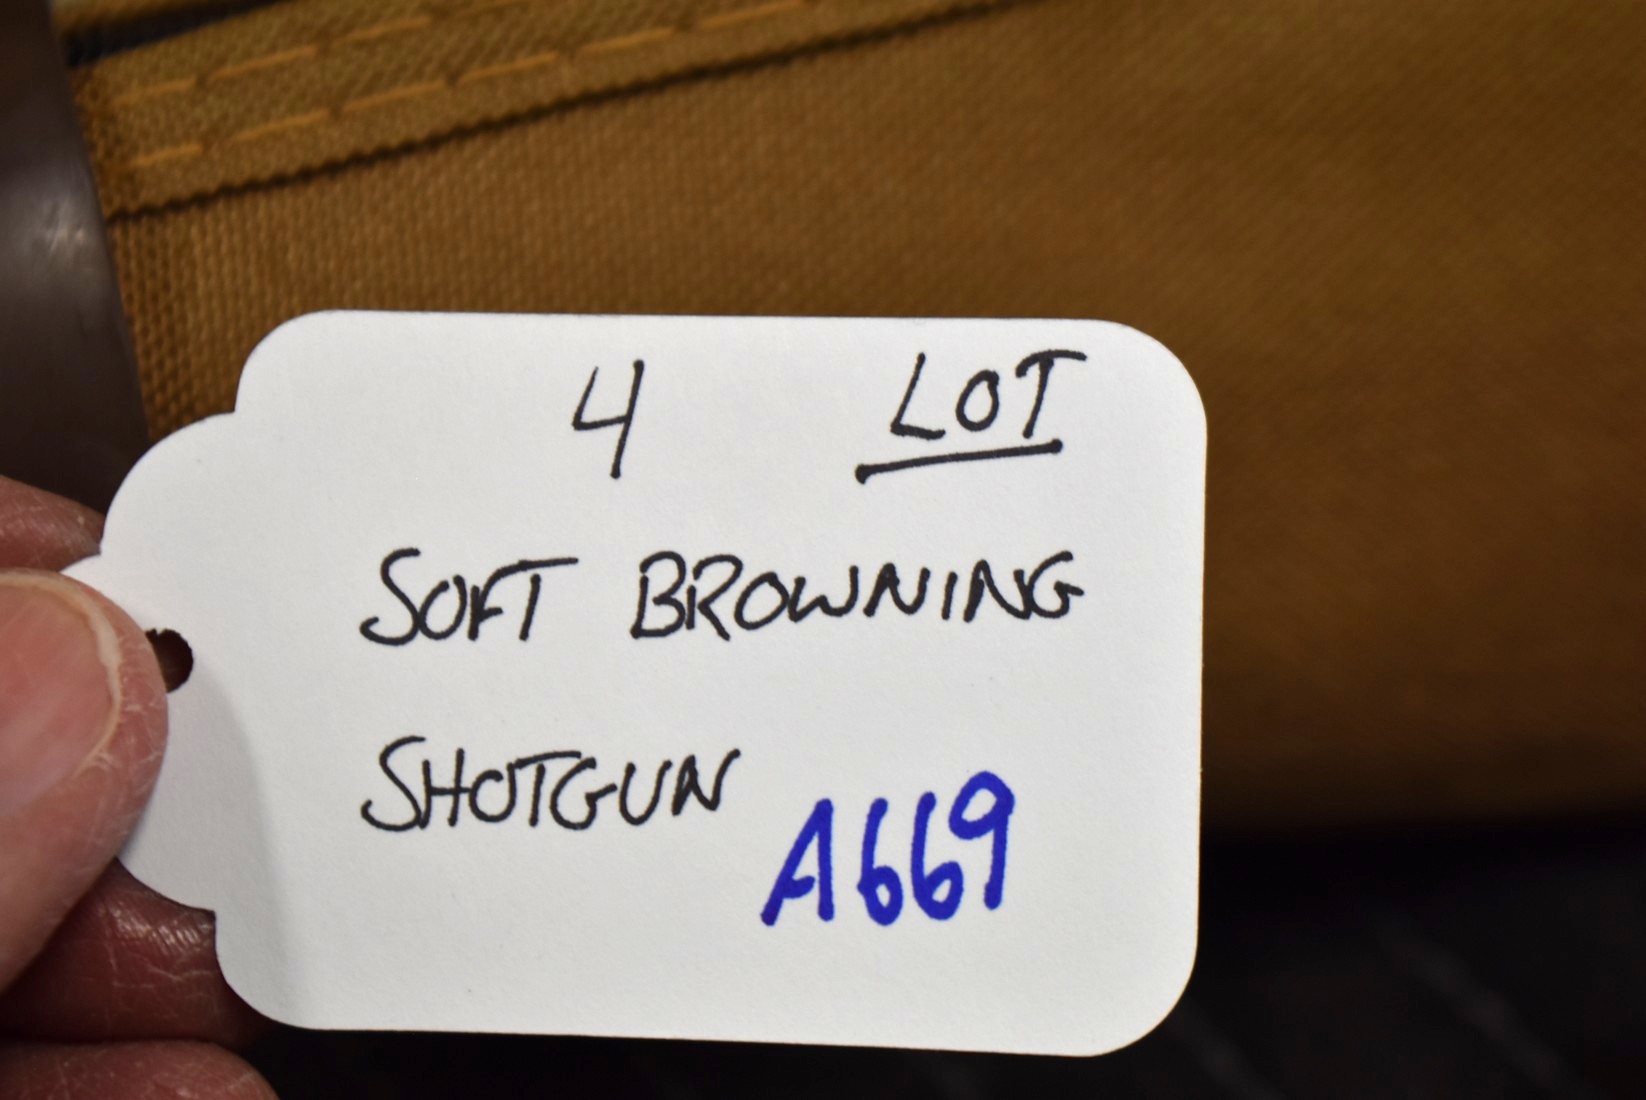 4 LOT
SOFT BROWNING
SHOTGUN
A669